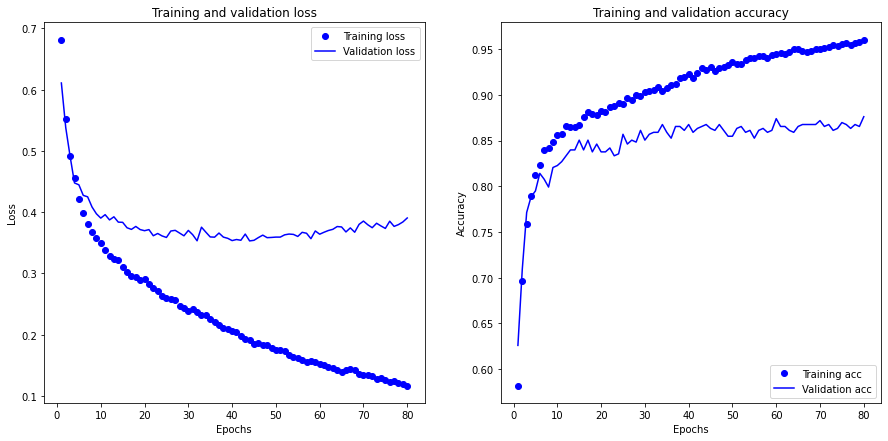 Training and validation loss
0.7
0.6
0.5
0.4
0.3
0.2
0.1
Loss
Training loss
Validation loss
0 10 20 30 40 50 60 70 80
Epochs
Training and validation accuracy
0.95
0.90
0.85
0.80
0.75
0.70
0.65
0.60
Accuracy
Training acc
Validation acc
0 10 20 30 40 50 60 70 80
Epochs